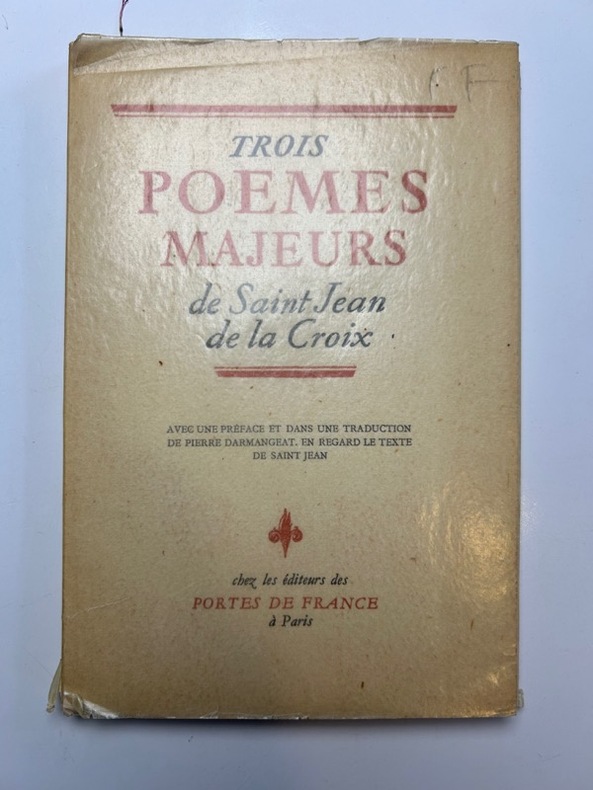 F F
TROIS
POEMES
MAJEURS
de Saint Jean
de la Croix
AVEC UNE PRÉFACE ET DANS UNE TRADUCTION
DE PIERRE DARMANGEAT. EN REGARD LE TEXTE
DE SAINT JEAN
chez les éditeurs des
PORTES DE FRANCE
à Paris